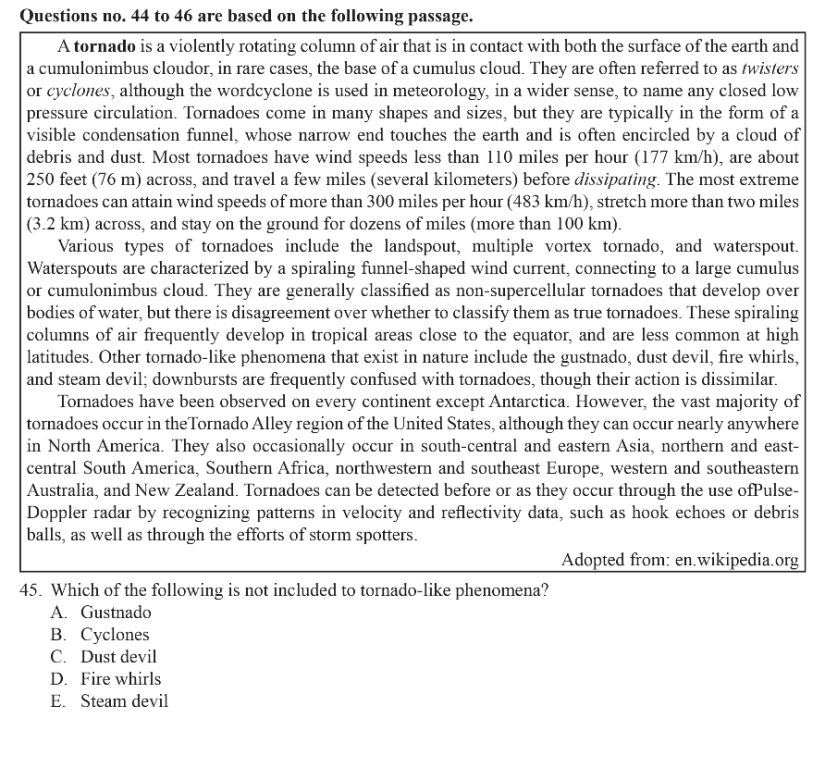 Questions no. 44 to 46 are based on the following passage.
A tornado is a violently rotating column of air that is in contact with both the surface of the earth and
a cumulonimbus cloudor, in rare cases, the base of a cumulus cloud. They are often referred to as twisters
or cyclones, although the wordcyclone is used in meteorology, in a wider sense, to name any closed low
pressure circulation. Tornadoes come in many shapes and sizes, but they are typically in the form of a
visible condensation funnel, whose narrow end touches the earth and is often encircled by a cloud of
debris and dust. Most tornadoes have wind speeds less than 110 miles per hour (177 km/h), are about
250 feet (76 m) across, and travel a few miles (several kilometers) before dissipating. The most extreme
tornadoes can attain wind speeds of more than 300 miles per hour (483 km/h), stretch more than two miles
(3.2 km) across, and stay on the ground for dozens of miles (more than 100 km).
Various types of tornadoes include the landspout, multiple vortex tornado, and waterspout.
Waterspouts are characterized by a spiraling funnel-shaped wind current, connecting to a large cumulus
or cumulonimbus cloud. They are generally classified as non-supercellular tornadoes that develop over
bodies of water, but there is disagreement over whether to classify them as true tornadoes. These spiraling
columns of air frequently develop in tropical areas close to the equator, and are less common at high
latitudes. Other tornado-like phenomena that exist in nature include the gustnado, dust devil, fire whirls,
and steam devil; downbursts are frequently confused with tornadoes, though their action is dissimilar.
Tornadoes have been observed on every continent except Antarctica. However, the vast majority of
tornadoes occur in theTornado Alley region of the United States, although they can occur nearly anywhere
in North America. They also occasionally occur in south-central and eastern Asia, northern and east-
central South America, Southern Africa, northwestern and southeast Europe, western and southeastern
Australia, and New Zealand. Tornadoes can be detected before or as they occur through the use ofPulse-
Doppler radar by recognizing patterns in velocity and reflectivity data, such as hook echoes or debris
balls, as well as through the efforts of storm spotters.
Adopted from: en.wikipedia.org
45. Which of the following is not included to tornado-like phenomena?
A. Gustnado
B. Cyclones
C. Dust devil
D. Fire whirls
E. Steam devil